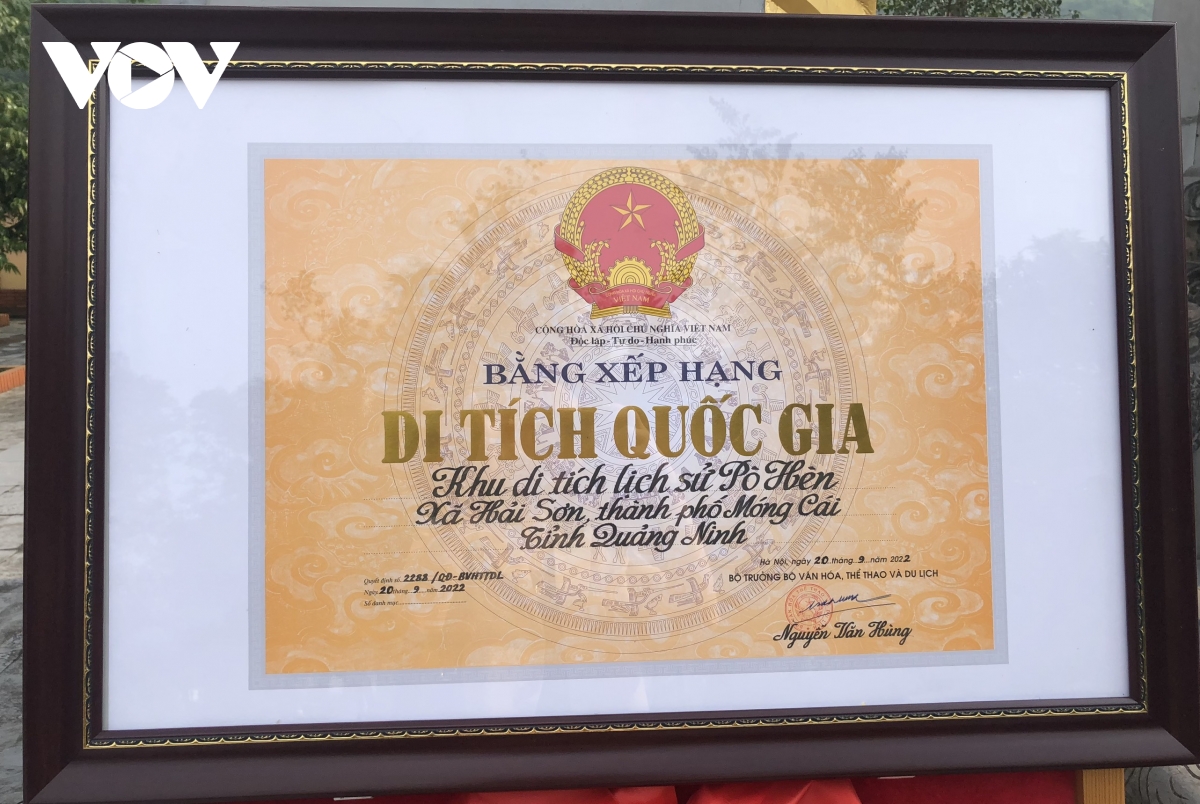 VOV
VIỆT NAM
CỘNG HÒA XÃ HỘI CHỦ NGHĨA VIỆT NAM
Độc lập - Tự do - Hạnh phúc
BẰNG XẾP HẠNG
DI TÍCH QUỐC GIA
Khu di tích lịch sử Pò Hèn
Xã Hải Sơn, thành phố Móng Cái
Tỉnh Quảng Ninh
Quyết định số 2288/QĐ-BVHTTDL
Ngày 20 tháng 9 năm 2022
Số danh mục
Hà Nội, ngày 20 tháng 9 năm 2022
BỘ TRƯỞNG BỘ VĂN HÓA, THỂ THAO VÀ DU LỊCH
Nguyễn Văn Hùng